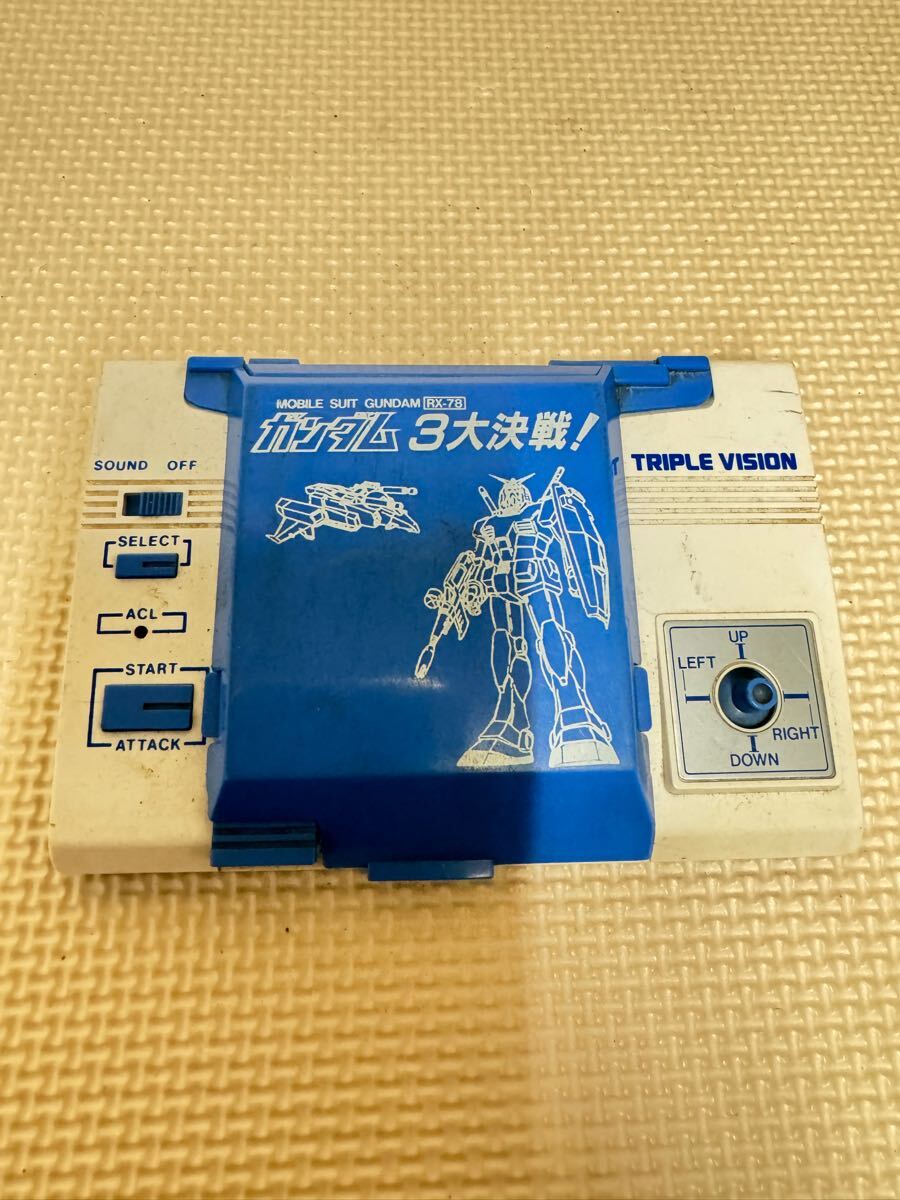 MOBILE SUIT GUNDAM RX-78
ガンダム 3大決戦!
SOUND OFF
SELECT
ACL
START
ATTACK
TRIPLE VISION
UP
LEFT
RIGHT
DOWN